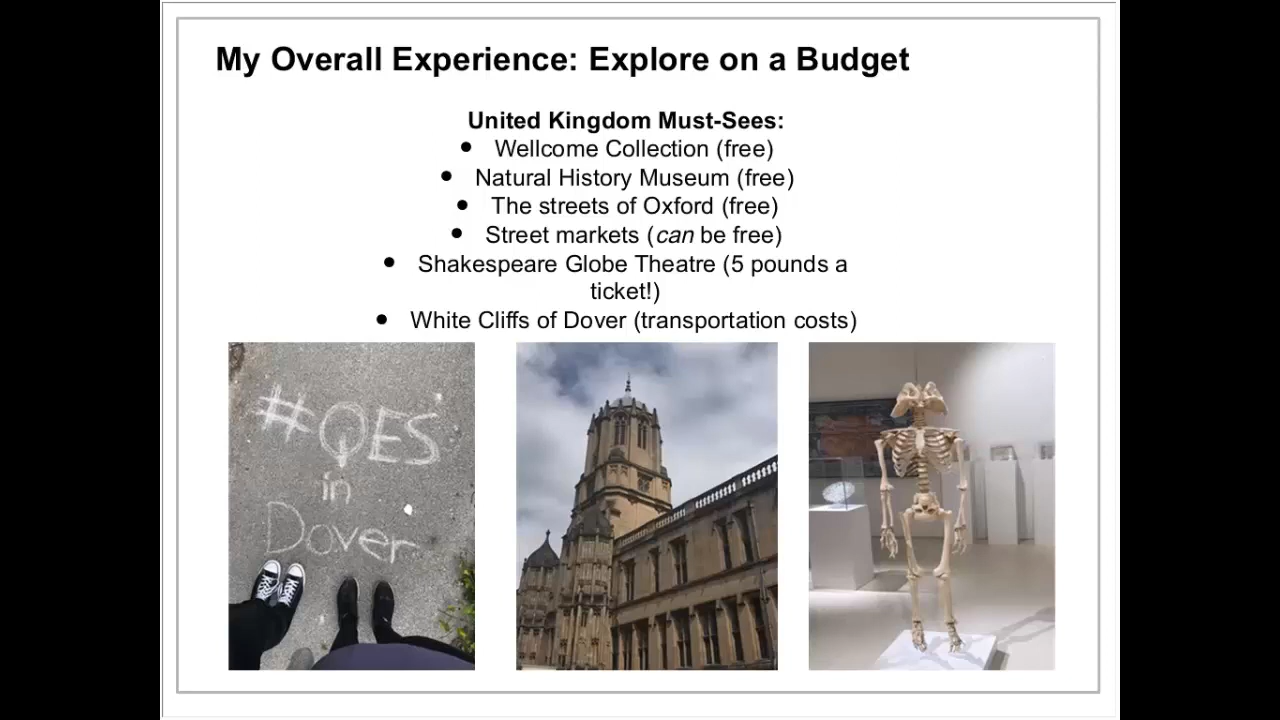 My Overall Experience: Explore on a Budget
United Kingdom Must-Sees:
• Wellcome Collection (free)
• Natural History Museum (free)
• The streets of Oxford (free)
• Street markets (can be free)
• Shakespeare Globe Theatre (5 pounds a
ticket!)
• White Cliffs of Dover (transportation costs)
#QES
in
Dover